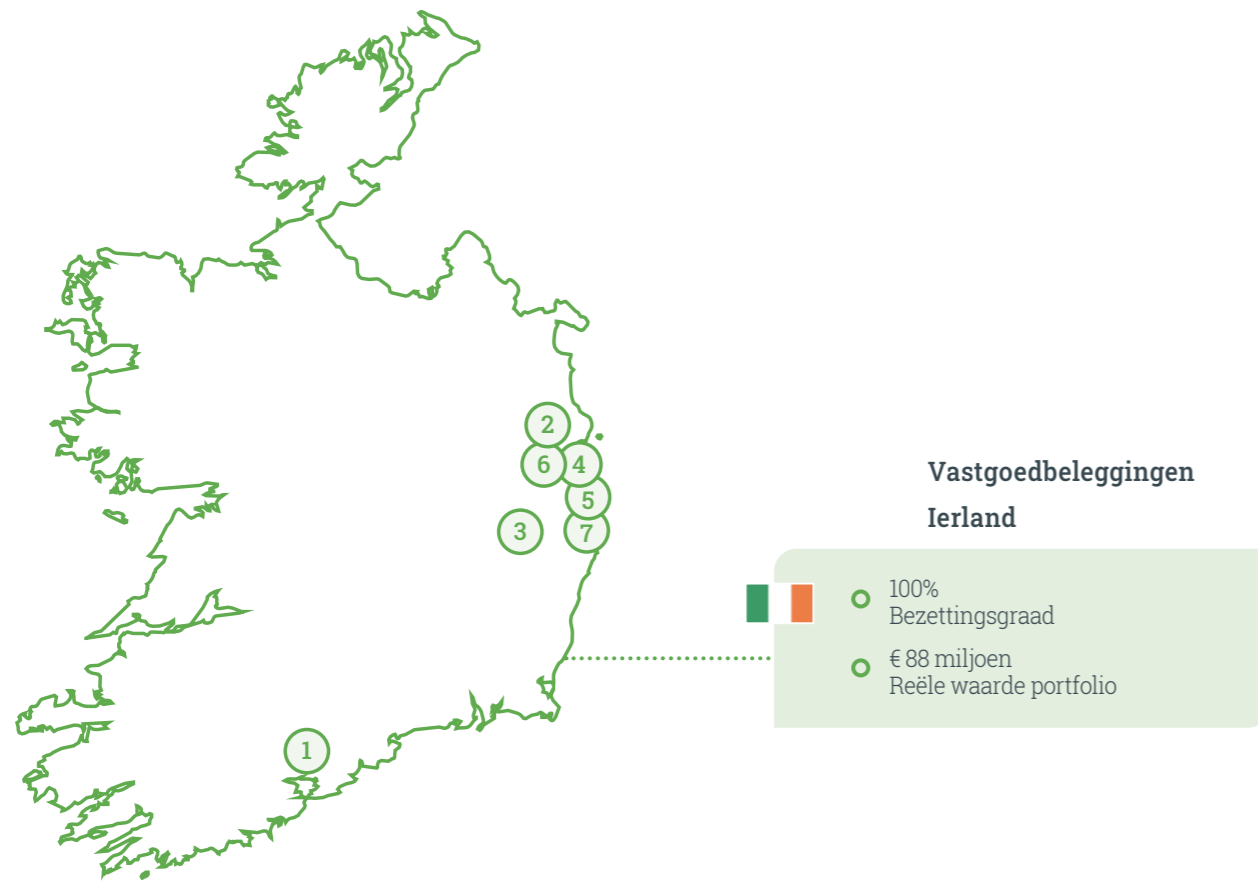 2
6
4
5
3
7
1
Vastgoedbeleggingen
Ierland
100%
Bezettingsgraad
€ 88 miljoen
Reële waarde portfolio